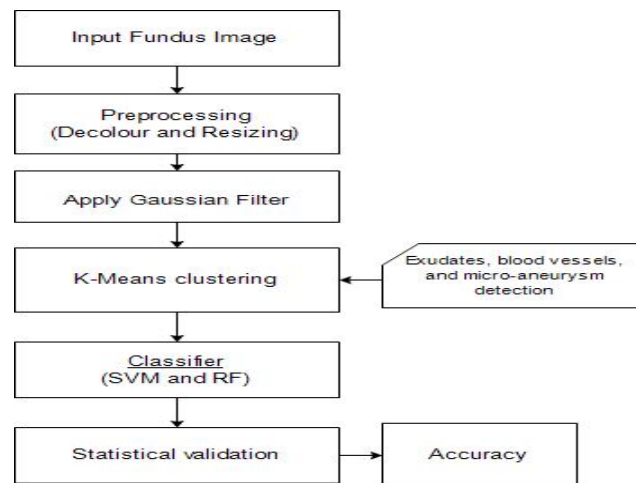 Input Fundus Image
Preprocessing
(Decolour and Resizing)
Apply Gaussian Filter
K-Means clustering
Exudates, blood vessels,
and micro-aneurysm
detection
Classifier
(SVM and RF)
Statistical validation
Accuracy